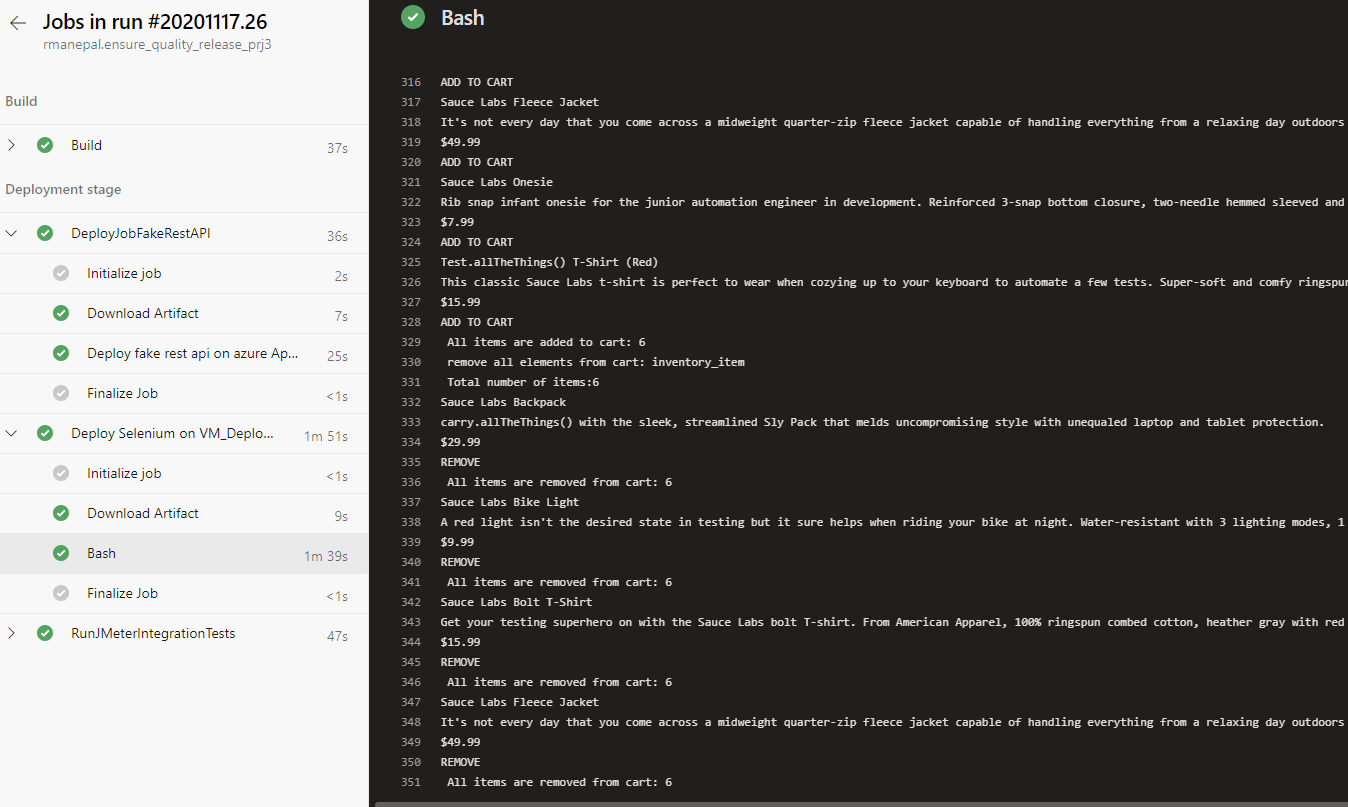 Jobs in run #20201117.26
rmanepal.ensure_quality_release_prj3
Build
Build 37s
Deployment stage
DeployJobFakeRestAPI 36s
Initialize job 2s
Download Artifact 7s
Deploy fake rest api on azure Ap... 25s
Finalize Job <1s
Deploy Selenium on VM_Deplo... 1m 51s
Initialize job <1s
Download Artifact 9s
Bash 1m 39s
Finalize Job <1s
RunJMeterIntegrationTests 47s
Bash
316 ADD TO CART
317 Sauce Labs Fleece Jacket
318 It's not every day that you come across a midweight quarter-zip fleece jacket capable of handling everything from a relaxing day outdoors
319 $49.99
320 ADD TO CART
321 Sauce Labs Onesie
322 Rib snap infant onesie for the junior automation engineer in development. Reinforced 3-snap bottom closure, two-needle hemmed sleeved and
323 $7.99
324 ADD TO CART
325 Test.allTheThings() T-Shirt (Red)
326 This classic Sauce Labs t-shirt is perfect to wear when cozying up to your keyboard to automate a few tests. Super-soft and comfy ringspun
327 $15.99
328 ADD TO CART
329 All items are added to cart: 6
330 remove all elements from cart: inventory_item
331 Total number of items:6
332 Sauce Labs Backpack
333 carry.allTheThings() with the sleek, streamlined Sly Pack that melds uncompromising style with unequaled laptop and tablet protection.
334 $29.99
335 REMOVE
336 All items are removed from cart: 6
337 Sauce Labs Bike Light
338 A red light isn't the desired state in testing but it sure helps when riding your bike at night. Water-resistant with 3 lighting modes, 1
339 $9.99
340 REMOVE
341 All items are removed from cart: 6
342 Sauce Labs Bolt T-Shirt
343 Get your testing superhero on with the Sauce Labs bolt T-shirt. From American Apparel, 100% ringspun combed cotton, heather gray with red
344 $15.99
345 REMOVE
346 All items are removed from cart: 6
347 Sauce Labs Fleece Jacket
348 It's not every day that you come across a midweight quarter-zip fleece jacket capable of handling everything from a relaxing day outdoors
349 $49.99
350 REMOVE
351 All items are removed from cart: 6